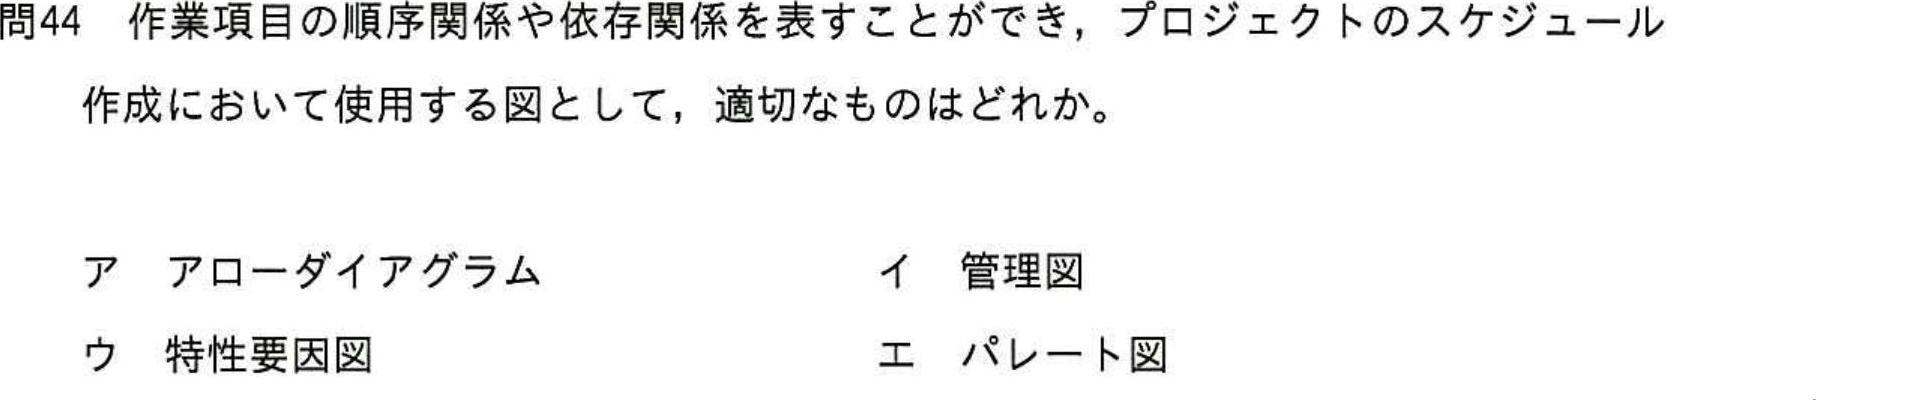 問44 作業項目の順序関係や依存関係を表すことができ，プロジェクトのスケジュール
作成において使用する図として，適切なものはどれか。
ア アローダイアグラム イ 管理図
ウ 特性要因図 エ パレート図